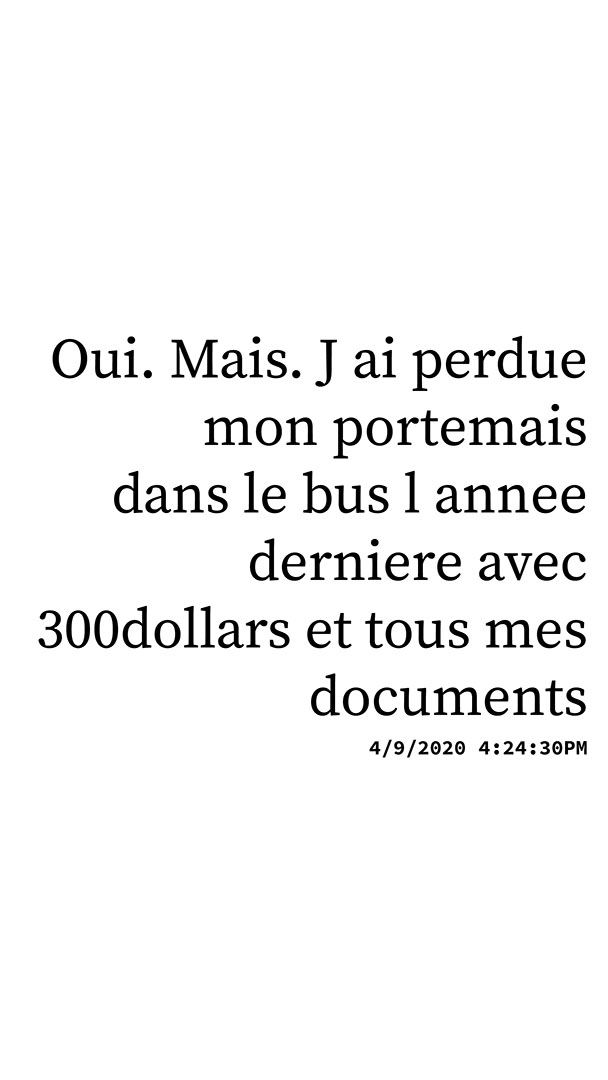 Oui. Mais. J ai perdue
mon portemais
dans le bus l annee
derniere avec
300dollars et tous mes
documents
4/9/2020 4:24:30PM